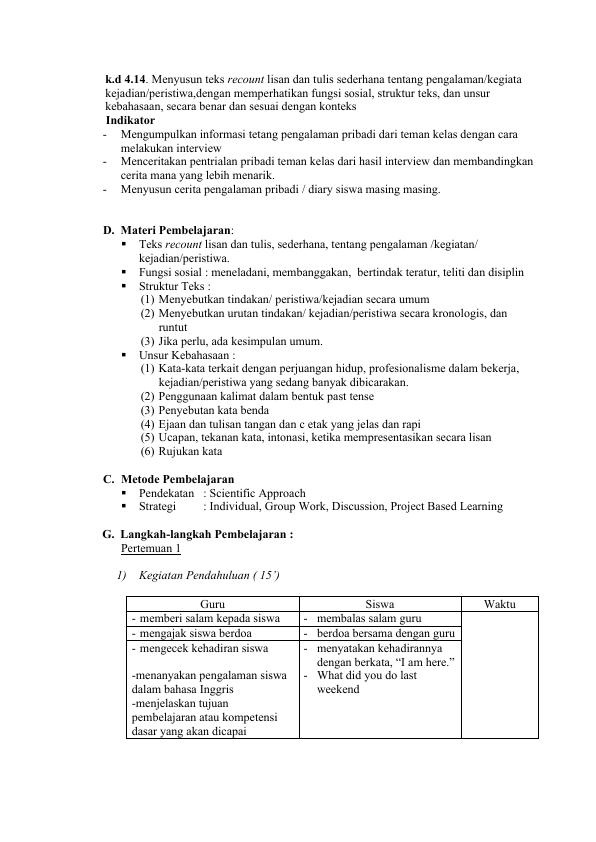 k.d 4.14. Menyusun teks recount lisan dan tulis sederhana tentang pengalaman/kegiata
kejadian/peristiwa,dengan memperhatikan fungsi sosial, struktur teks, dan unsur
kebahasaan, secara benar dan sesuai dengan konteks
Indikator
- Mengumpulkan informasi tetang pengalaman pribadi dari teman kelas dengan cara
melakukan interview
- Menceritakan pentrialan pribadi teman kelas dari hasil interview dan membandingkan
cerita mana yang lebih menarik.
- Menyusun cerita pengalaman pribadi / diary siswa masing masing.
D. Materi Pembelajaran:
▪ Teks recount lisan dan tulis, sederhana, tentang pengalaman /kegiatan/
kejadian/peristiwa.
▪ Fungsi sosial : meneladani, membanggakan, bertindak teratur, teliti dan disiplin
▪ Struktur Teks :
(1) Menyebutkan tindakan/ peristiwa/kejadian secara umum
(2) Menyebutkan urutan tindakan/ kejadian/peristiwa secara kronologis, dan
runtut
(3) Jika perlu, ada kesimpulan umum.
▪ Unsur Kebahasaan :
(1) Kata-kata terkait dengan perjuangan hidup, profesionalisme dalam bekerja,
kejadian/peristiwa yang sedang banyak dibicarakan.
(2) Penggunaan kalimat dalam bentuk past tense
(3) Penyebutan kata benda
(4) Ejaan dan tulisan tangan dan c etak yang jelas dan rapi
(5) Ucapan, tekanan kata, intonasi, ketika mempresentasikan secara lisan
(6) Rujukan kata
C. Metode Pembelajaran
▪ Pendekatan : Scientific Approach
▪ Strategi : Individual, Group Work, Discussion, Project Based Learning
G. Langkah-langkah Pembelajaran :
Pertemuan 1
1) Kegiatan Pendahuluan ( 15’)
Guru Siswa Waktu
- memberi salam kepada siswa - membalas salam guru
- mengajak siswa berdoa - berdoa bersama dengan guru
- mengecek kehadiran siswa - menyatakan kehadirannya
dengan berkata, “I am here.”
-menanyakan pengalaman siswa - What did you do last
dalam bahasa Inggris weekend
-menjelaskan tujuan
pembelajaran atau kompetensi
dasar yang akan dicapai